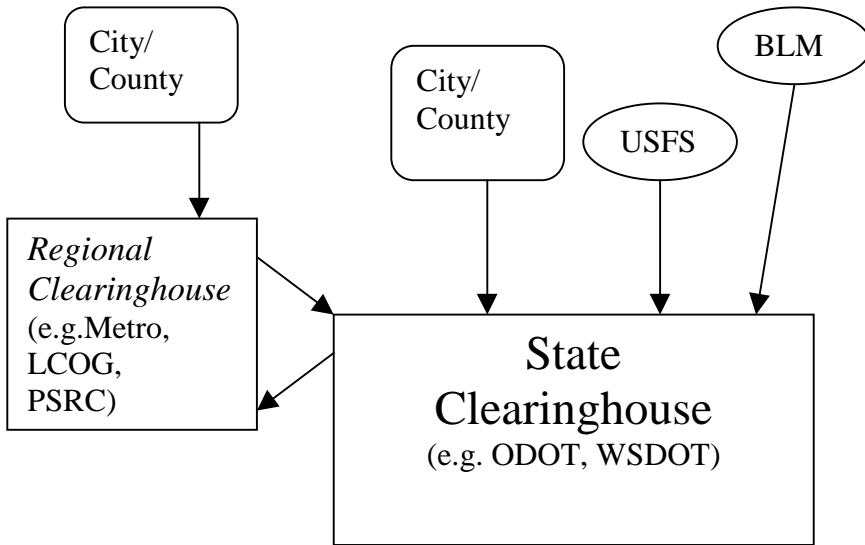 City/
County
City/
County
BLM
USFS
Regional
Clearinghouse
(e.g.Metro,
LCOG,
PSRC)
State
Clearinghouse
(e.g. ODOT, WSDOT)